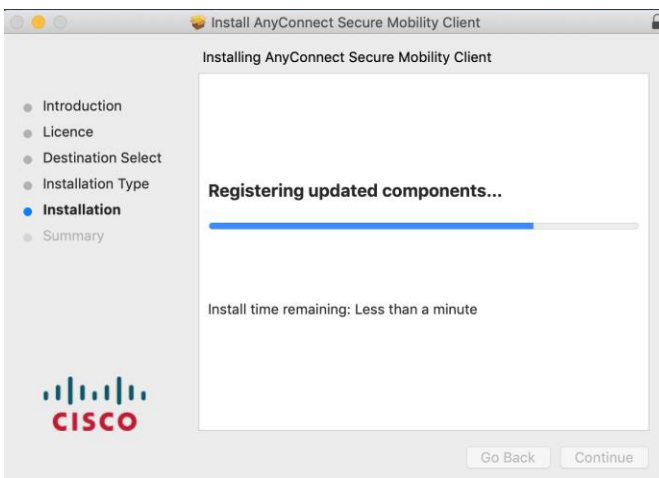 Install AnyConnect Secure Mobility Client
Installing AnyConnect Secure Mobility Client
Introduction
Licence
Destination Select
Installation Type
Installation
Summary
Registering updated components...
Install time remaining: Less than a minute
CISCO
Go Back
Continue